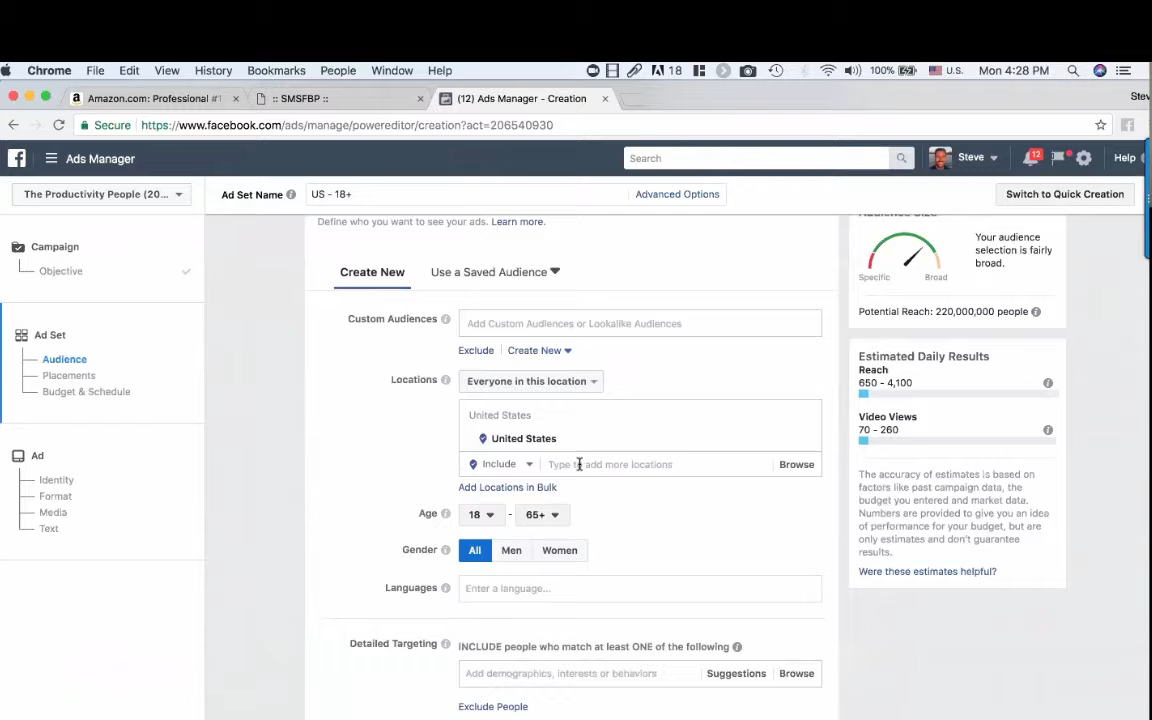 Chrome File Edit View History Bookmarks People Window Help 18 100% U.S. Mon 4:28 PM
Amazon.com: Professional #1 × :: SMSFBP :: × (12) Ads Manager - Creation × Stev
Secure https://www.facebook.com/ads/manage/powereditor/creation?act=206540930
Ads Manager Search Steve 12 Help
The Productivity People (20... Ad Set Name US - 18+ Advanced Options Switch to Quick Creation
Define who you want to see your ads. Learn more.
Campaign
Objective
Ad Set
Audience
Placements
Budget & Schedule
Ad
Identity
Format
Media
Text
Create New Use a Saved Audience
Custom Audiences Add Custom Audiences or Lookalike Audiences
Exclude Create New
Locations Everyone in this location
United States
United States
Include Type to add more locations Browse
Add Locations in Bulk
Age 18 - 65+
Gender All Men Women
Languages Enter a language...
Detailed Targeting INCLUDE people who match at least ONE of the following
Add demographics, interests or behaviors Suggestions Browse
Exclude People
Audience Size
Your audience
selection is fairly
broad.
Specific Broad
Potential Reach: 220,000,000 people
Estimated Daily Results
Reach
650 - 4,100
Video Views
70 - 260
The accuracy of estimates is based on
factors like past campaign data, the
budget you entered and market data.
Numbers are provided to give you an idea
of performance for your budget, but are
only estimates and don't guarantee
results.
Were these estimates helpful?